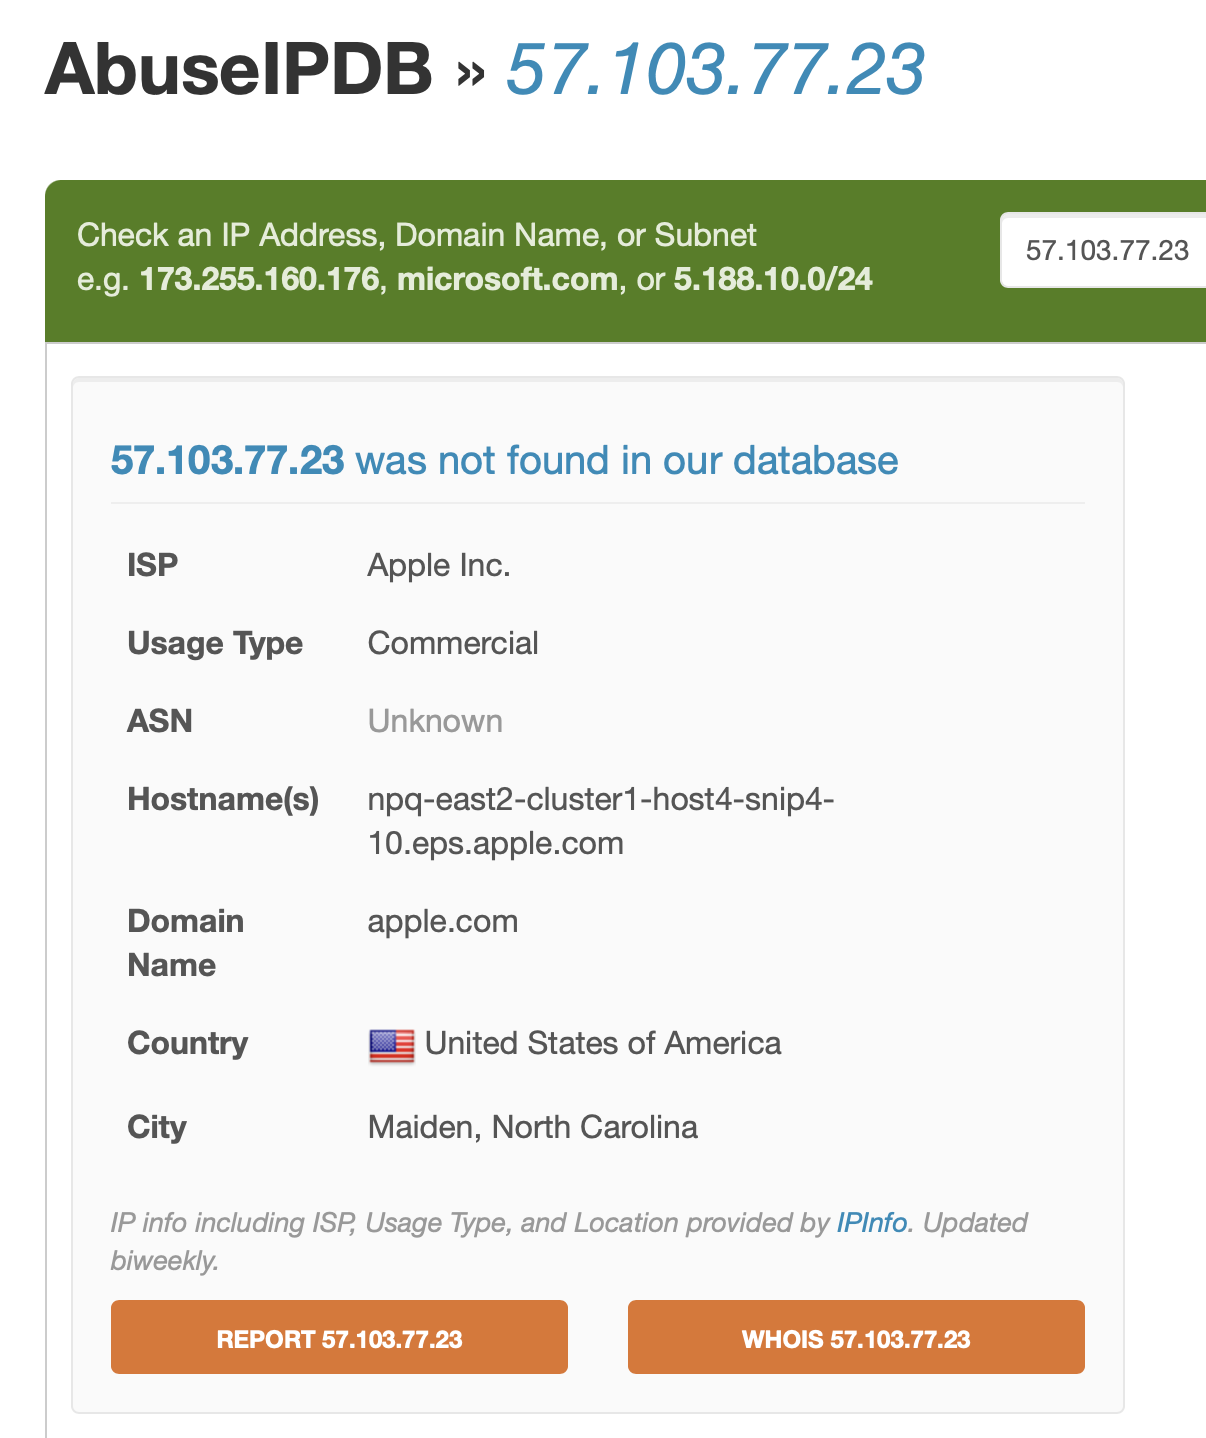 AbuseIPDB » 57.103.77.23
Check an IP Address, Domain Name, or Subnet
e.g. 173.255.160.176, microsoft.com, or 5.188.10.0/24
57.103.77.23
57.103.77.23 was not found in our database
ISP Apple Inc.
Usage Type Commercial
ASN Unknown
Hostname(s) npq-east2-cluster1-host4-snip4-
10.eps.apple.com
Domain apple.com
Name
Country United States of America
City Maiden, North Carolina
IP info including ISP, Usage Type, and Location provided by IPInfo. Updated
biweekly.
REPORT 57.103.77.23
WHOIS 57.103.77.23